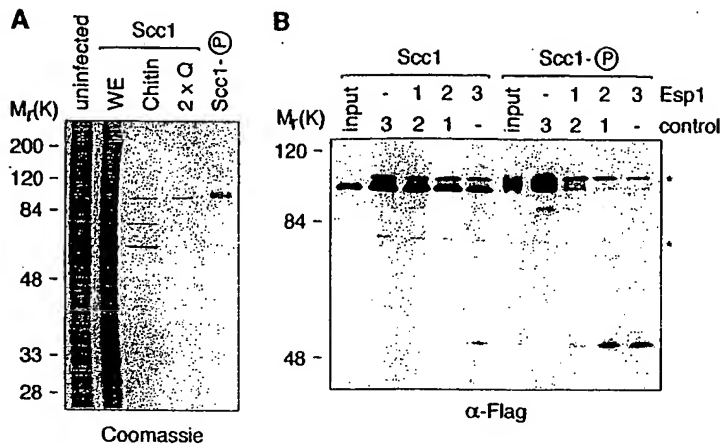 A
Scc1
uninfected
WE
Chitin
2 x Q
Scc1-Ⓟ
Mr(K)
200 -
120 -
84 -
48 -
33 -
28 -
Coomassie
B
Scc1
Scc1-Ⓟ
input - 1 2 3 input - 1 2 3 Esp1
3 2 1 - 3 2 1 - control
Mr(K)
120 -
84 -
48 -
*
*
α-Flag